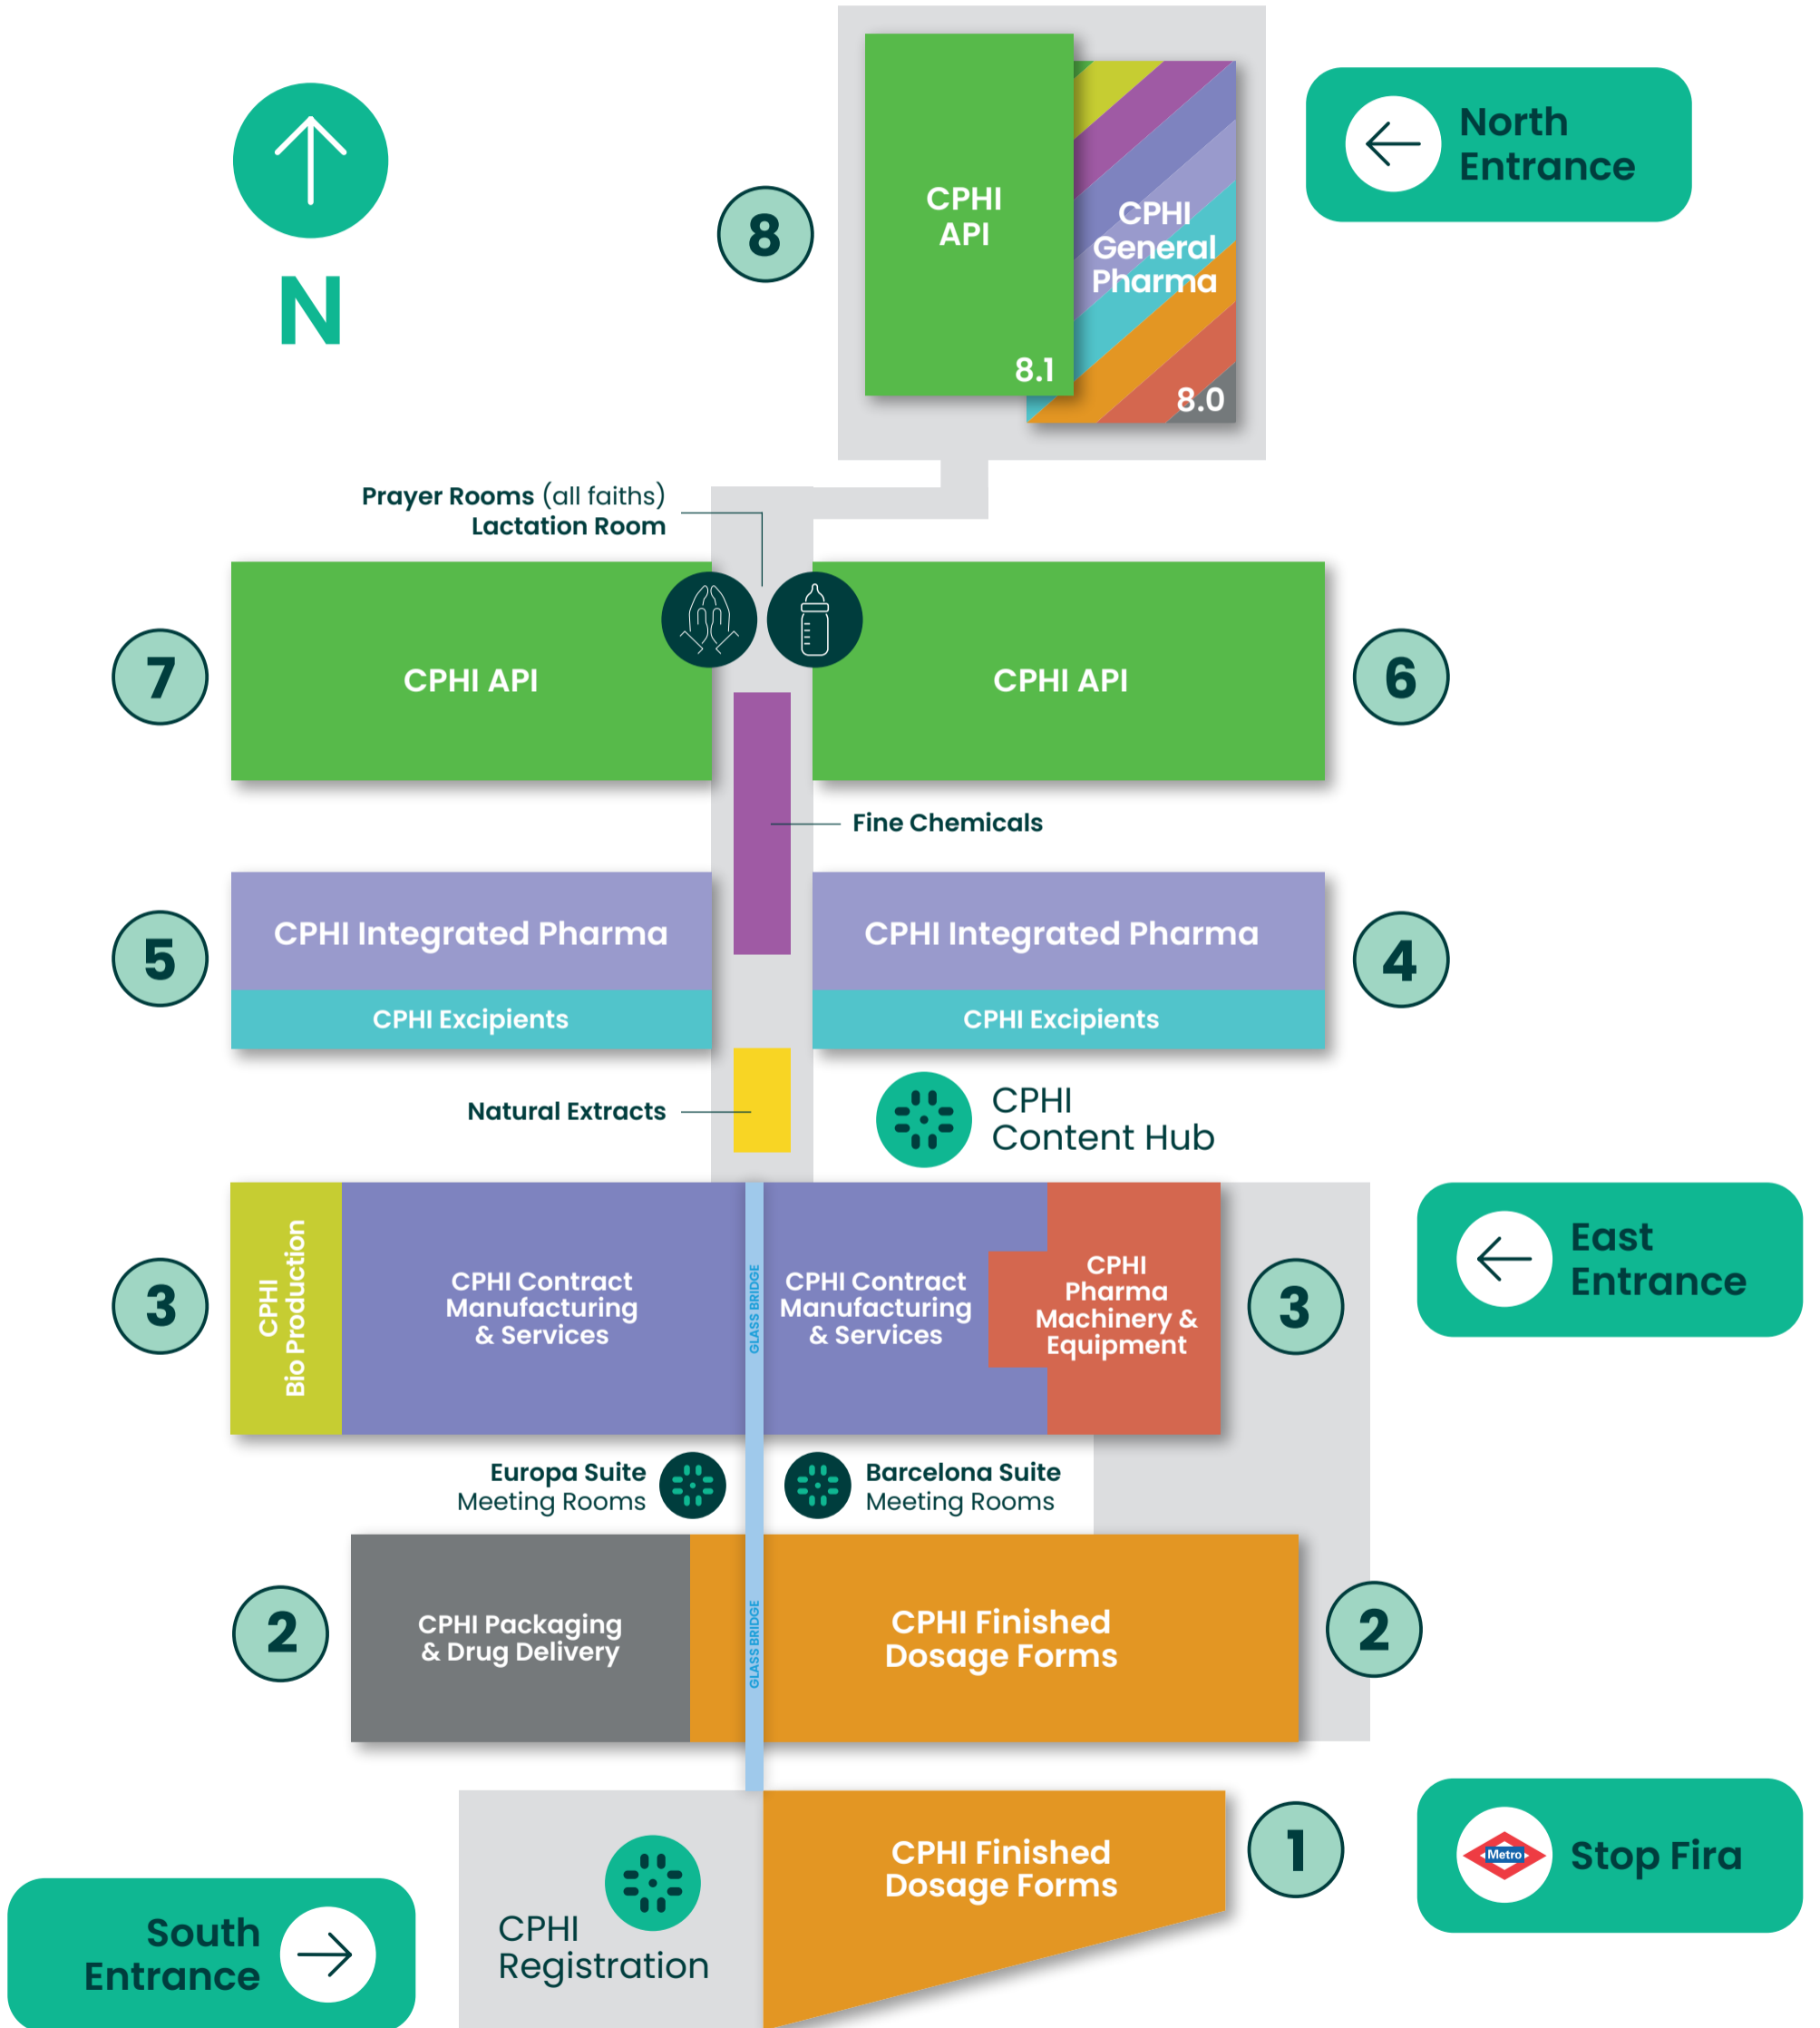 N
8
CPHI
API
8.1
CPHI
General
Pharma
8.0
North
Entrance
Prayer Rooms (all faiths)
Lactation Room
7
CPHI API
CPHI API
6
Fine Chemicals
5
CPHI Integrated Pharma
CPHI Excipients
CPHI Integrated Pharma
CPHI Excipients
4
Natural Extracts
CPHI
Content Hub
3
CPHI
Bio Production
CPHI Contract
Manufacturing
& Services
GLASS BRIDGE
CPHI Contract
Manufacturing
& Services
CPHI
Pharma
Machinery &
Equipment
3
East
Entrance
Europa Suite
Meeting Rooms
Barcelona Suite
Meeting Rooms
2
CPHI Packaging
& Drug Delivery
GLASS BRIDGE
CPHI Finished
Dosage Forms
2
CPHI Finished
Dosage Forms
1
Metro
Stop Fira
South
Entrance
CPHI
Registration